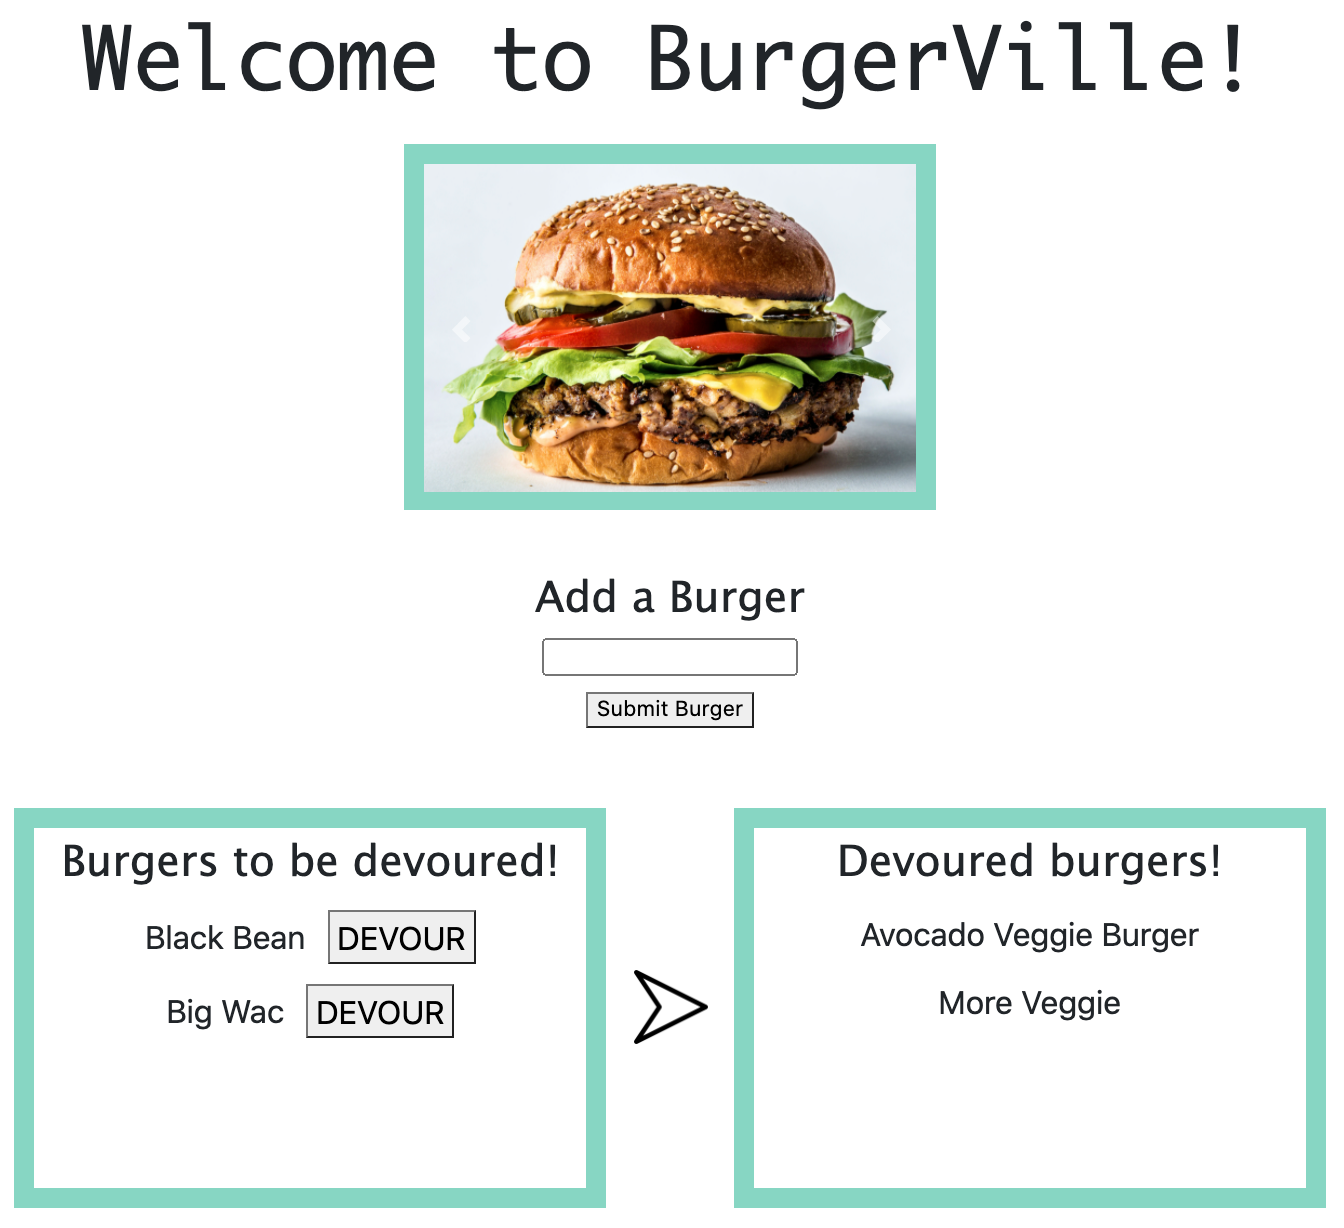 Welcome to BurgerVille!
Add a Burger
Submit Burger
Burgers to be devoured!
Black Bean DEVOUR
Big Wac DEVOUR
Devoured burgers!
Avocado Veggie Burger
More Veggie